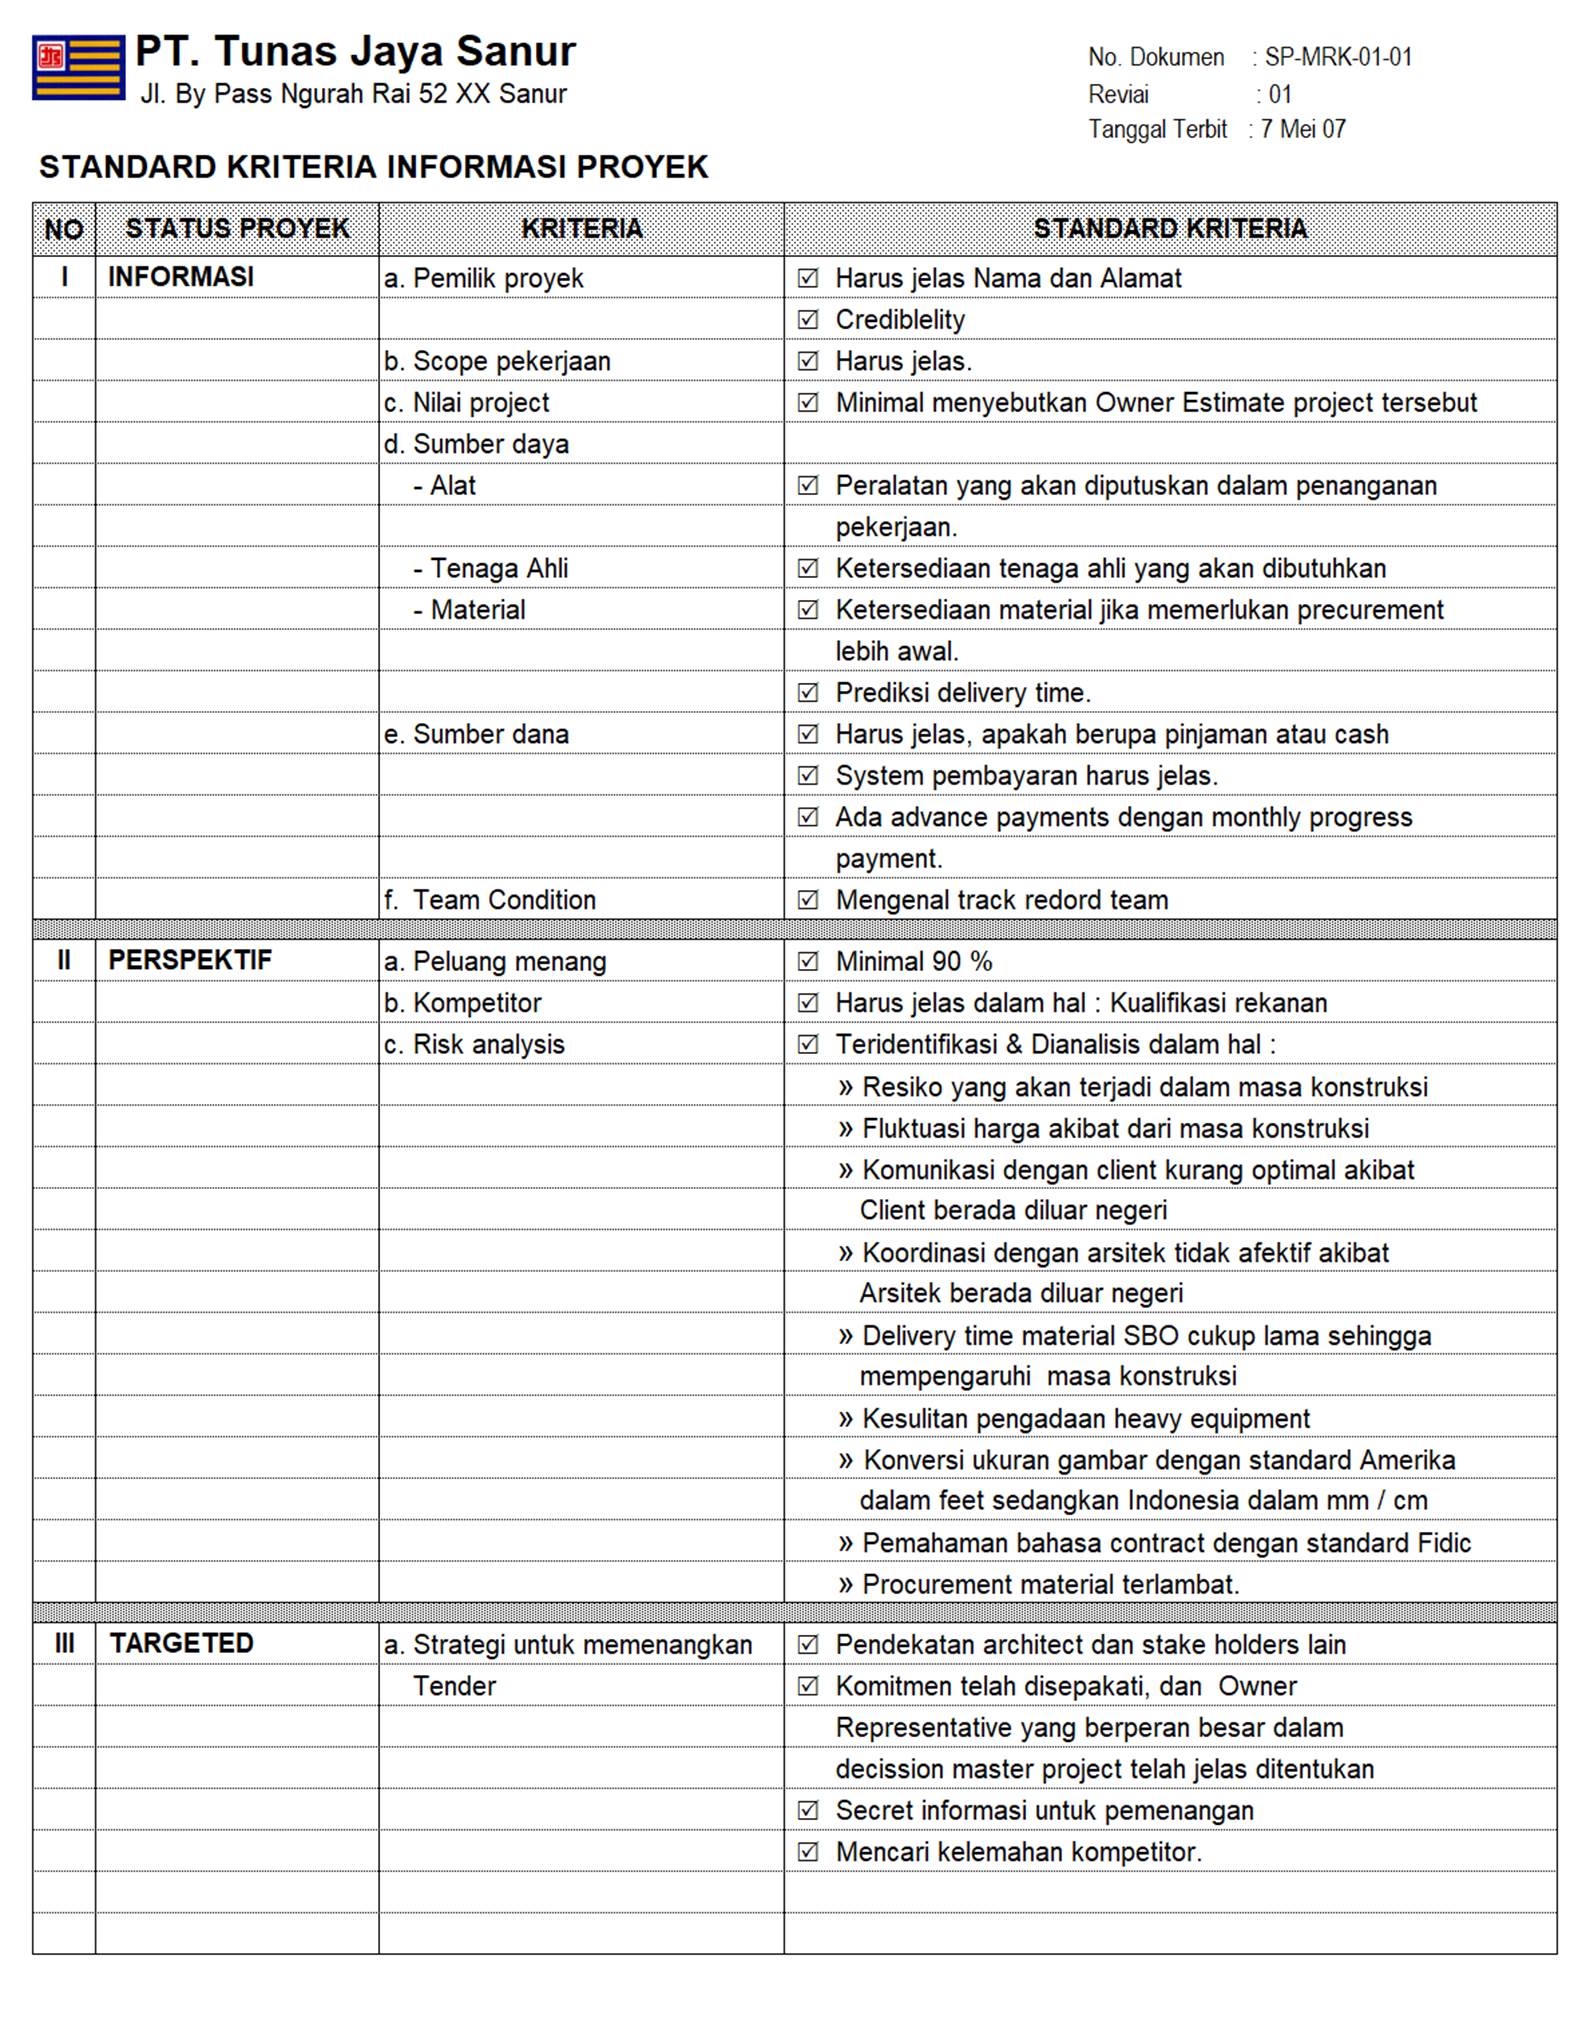 PT. Tunas Jaya Sanur
Jl. By Pass Ngurah Rai 52 XX Sanur
No. Dokumen : SP-MRK-01-01
Reviai : 01
Tanggal Terbit : 7 Mei 07
STANDARD KRITERIA INFORMASI PROYEK
NO STATUS PROYEK KRITERIA STANDARD KRITERIA
I INFORMASI a. Pemilik proyek ☑ Harus jelas Nama dan Alamat
☑ Crediblelity
b. Scope pekerjaan ☑ Harus jelas.
c. Nilai project ☑ Minimal menyebutkan Owner Estimate project tersebut
d. Sumber daya
- Alat ☑ Peralatan yang akan diputuskan dalam penanganan
pekerjaan.
- Tenaga Ahli ☑ Ketersediaan tenaga ahli yang akan dibutuhkan
- Material ☑ Ketersediaan material jika memerlukan precurement
lebih awal.
☑ Prediksi delivery time.
e. Sumber dana ☑ Harus jelas, apakah berupa pinjaman atau cash
☑ System pembayaran harus jelas.
☑ Ada advance payments dengan monthly progress
payment.
f. Team Condition ☑ Mengenal track redord team
II PERSPEKTIF a. Peluang menang ☑ Minimal 90 %
b. Kompetitor ☑ Harus jelas dalam hal : Kualifikasi rekanan
c. Risk analysis ☑ Teridentifikasi & Dianalisis dalam hal :
» Resiko yang akan terjadi dalam masa konstruksi
» Fluktuasi harga akibat dari masa konstruksi
» Komunikasi dengan client kurang optimal akibat
Client berada diluar negeri
» Koordinasi dengan arsitek tidak afektif akibat
Arsitek berada diluar negeri
» Delivery time material SBO cukup lama sehingga
mempengaruhi masa konstruksi
» Kesulitan pengadaan heavy equipment
» Konversi ukuran gambar dengan standard Amerika
dalam feet sedangkan Indonesia dalam mm / cm
» Pemahaman bahasa contract dengan standard Fidic
» Procurement material terlambat.
III TARGETED a. Strategi untuk memenangkan ☑ Pendekatan architect dan stake holders lain
Tender ☑ Komitmen telah disepakati, dan Owner
Representative yang berperan besar dalam
decission master project telah jelas ditentukan
☑ Secret informasi untuk pemenangan
☑ Mencari kelemahan kompetitor.